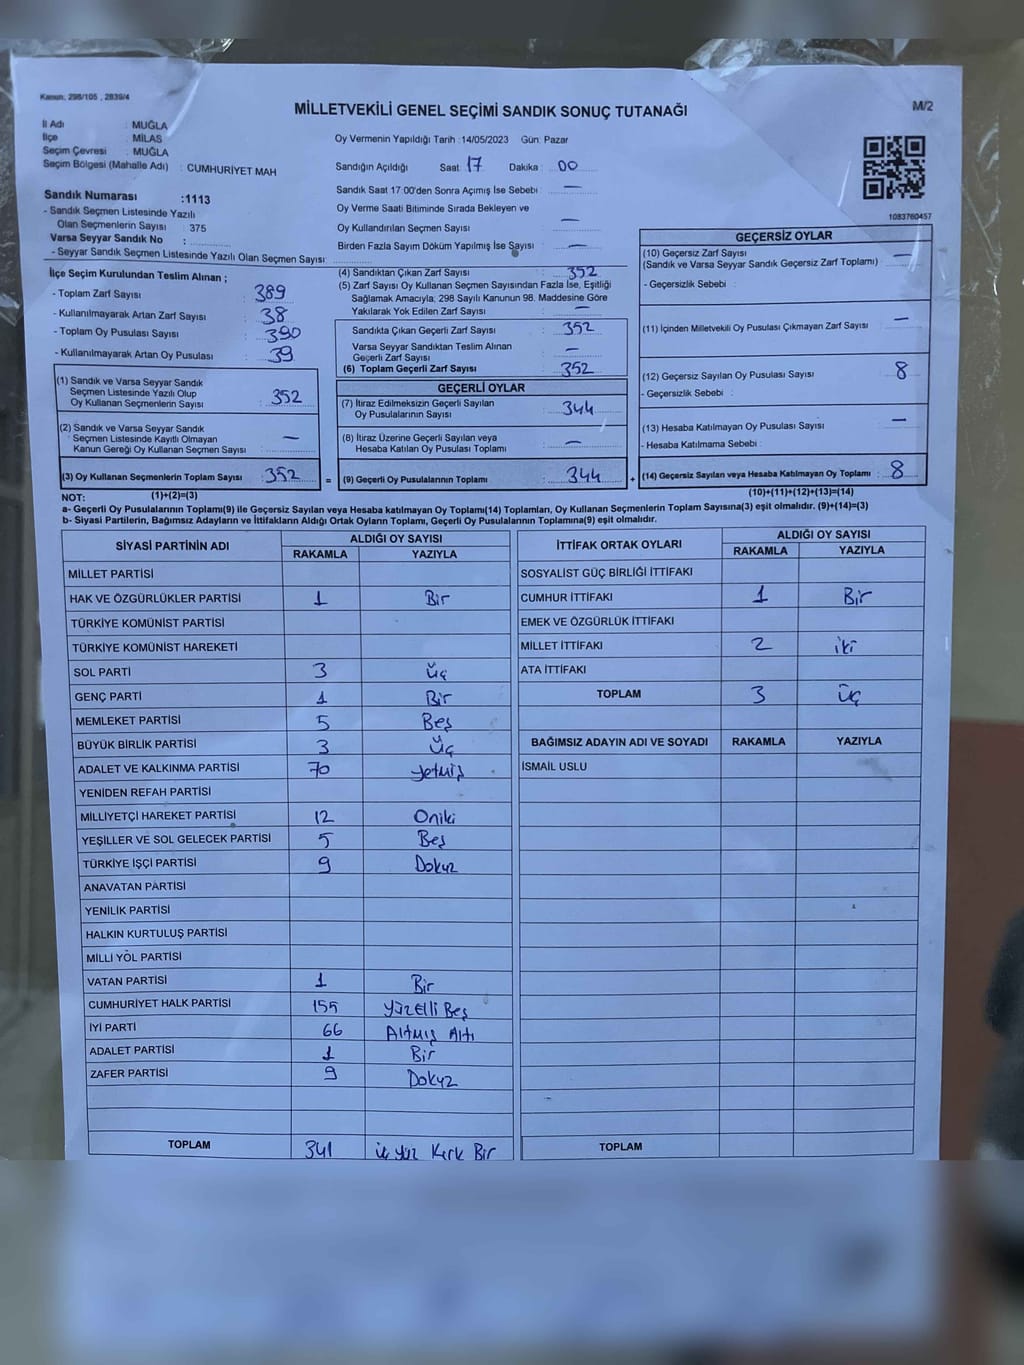 Kanun, 298/105 , 2839/4
MİLLETVEKİLİ GENEL SEÇİMİ SANDIK SONUÇ TUTANAĞI
M/2
İl Adı : MUĞLA
İlçe : MİLAS
Seçim Çevresi : MUĞLA
Seçim Bölgesi (Mahalle Adı) : CUMHURİYET MAH
Oy Vermenin Yapıldığı Tarih :14/05/2023 Gün: Pazar
Sandığın Açıldığı Saat : 17 Dakika : 00
Sandık Saat 17:00'den Sonra Açımış İse Sebebi : —
Oy Verme Saati Bitiminde Sırada Bekleyen ve
Oy Kullandırılan Seçmen Sayısı : —
Birden Fazla Sayım Döküm Yapılmış İse Sayısı : —
1083760457
Sandık Numarası :1113
- Sandık Seçmen Listesinde Yazılı
Olan Seçmenlerin Sayısı : 375
Varsa Seyyar Sandık No :
- Seyyar Sandık Seçmen Listesinde Yazılı Olan Seçmen Sayısı :
İlçe Seçim Kurulundan Teslim Alınan ;
- Toplam Zarf Sayısı : 389
- Kullanılmayarak Artan Zarf Sayısı : 38
- Toplam Oy Pusulası Sayısı : 390
- Kullanılmayarak Artan Oy Pusulası : 39
(1) Sandık ve Varsa Seyyar Sandık
Seçmen Listesinde Yazılı Olup
Oy Kullanan Seçmenlerin Sayısı : 352
(2) Sandık ve Varsa Seyyar Sandık
Seçmen Listesinde Kayıtlı Olmayan
Kanun Gereği Oy Kullanan Seçmen Sayısı : —
(3) Oy Kullanan Seçmenlerin Toplam Sayısı : 352
(4) Sandıktan Çıkan Zarf Sayısı : 352
(5) Zarf Sayısı Oy Kullanan Seçmen Sayısından Fazla İse, Eşitliği
Sağlamak Amacıyla; 298 Sayılı Kanunun 98. Maddesine Göre
Yakılarak Yok Edilen Zarf Sayısı : —
Sandıkta Çıkan Geçerli Zarf Sayısı : 352
Varsa Seyyar Sandıktan Teslim Alınan
Geçerli Zarf Sayısı : —
(6) Toplam Geçerli Zarf Sayısı : 352
GEÇERLİ OYLAR
(7) İtiraz Edilmeksizin Geçerli Sayılan
Oy Pusulalarının Sayısı : 344
(8) İtiraz Üzerine Geçerli Sayılan veya
Hesaba Katılan Oy Pusulası Toplamı : —
= (9) Geçerli Oy Pusulalarının Toplamı : 344 +
GEÇERSİZ OYLAR
(10) Geçersiz Zarf Sayısı : —
(Sandık ve Varsa Seyyar Sandık Geçersiz Zarf Toplamı)
- Geçersizlik Sebebi :
(11) İçinden Milletvekili Oy Pusulası Çıkmayan Zarf Sayısı : —
(12) Geçersiz Sayılan Oy Pusulası Sayısı : 8
- Geçersizlik Sebebi :
(13) Hesaba Katılmayan Oy Pusulası Sayısı : —
- Hesaba Katılmama Sebebi :
(14) Geçersiz Sayılan veya Hesaba Katılmayan Oy Toplamı : 8
NOT: (1)+(2)=(3) (10)+(11)+(12)+(13)=(14)
a- Geçerli Oy Pusulalarının Toplamı(9) ile Geçersiz Sayılan veya Hesaba katılmayan Oy Toplamı(14) Toplamları, Oy Kullanan Seçmenlerin Toplam Sayısına(3) eşit olmalıdır. (9)+(14)=(3)
b- Siyasi Partilerin, Bağımsız Adayların ve İttifakların Aldığı Ortak Oyların Toplamı, Geçerli Oy Pusulalarının Toplamına(9) eşit olmalıdır.
SİYASİ PARTİNİN ADI ALDIĞI OY SAYISI
RAKAMLA YAZIYLA
MİLLET PARTİSİ
HAK VE ÖZGÜRLÜKLER PARTİSİ 1 Bir
TÜRKİYE KOMÜNİST PARTİSİ
TÜRKİYE KOMÜNİST HAREKETİ
SOL PARTİ 3 Üç
GENÇ PARTİ 1 Bir
MEMLEKET PARTİSİ 5 Beş
BÜYÜK BİRLİK PARTİSİ 3 Üç
ADALET VE KALKINMA PARTİSİ 70 Yetmiş
YENİDEN REFAH PARTİSİ
MİLLİYETÇİ HAREKET PARTİSİ 12 Oniki
YEŞİLLER VE SOL GELECEK PARTİSİ 5 Beş
TÜRKİYE İŞÇİ PARTİSİ 9 Dokuz
ANAVATAN PARTİSİ
YENİLİK PARTİSİ
HALKIN KURTULUŞ PARTİSİ
MİLLİ YOL PARTİSİ
VATAN PARTİSİ 1 Bir
CUMHURİYET HALK PARTİSİ 155 Yüzelli Beş
İYİ PARTİ 66 Altmış Altı
ADALET PARTİSİ 1 Bir
ZAFER PARTİSİ 9 Dokuz
TOPLAM 341 üç yüz Kırk Bir
İTTİFAK ORTAK OYLARI ALDIĞI OY SAYISI
RAKAMLA YAZIYLA
SOSYALİST GÜÇ BİRLİĞİ İTTİFAKI
CUMHUR İTTİFAKI 1 Bir
EMEK VE ÖZGÜRLÜK İTTİFAKI
MİLLET İTTİFAKI 2 iki
ATA İTTİFAKI
TOPLAM 3 Üç
BAĞIMSIZ ADAYIN ADI VE SOYADI RAKAMLA YAZIYLA
İSMAİL USLU
TOPLAM